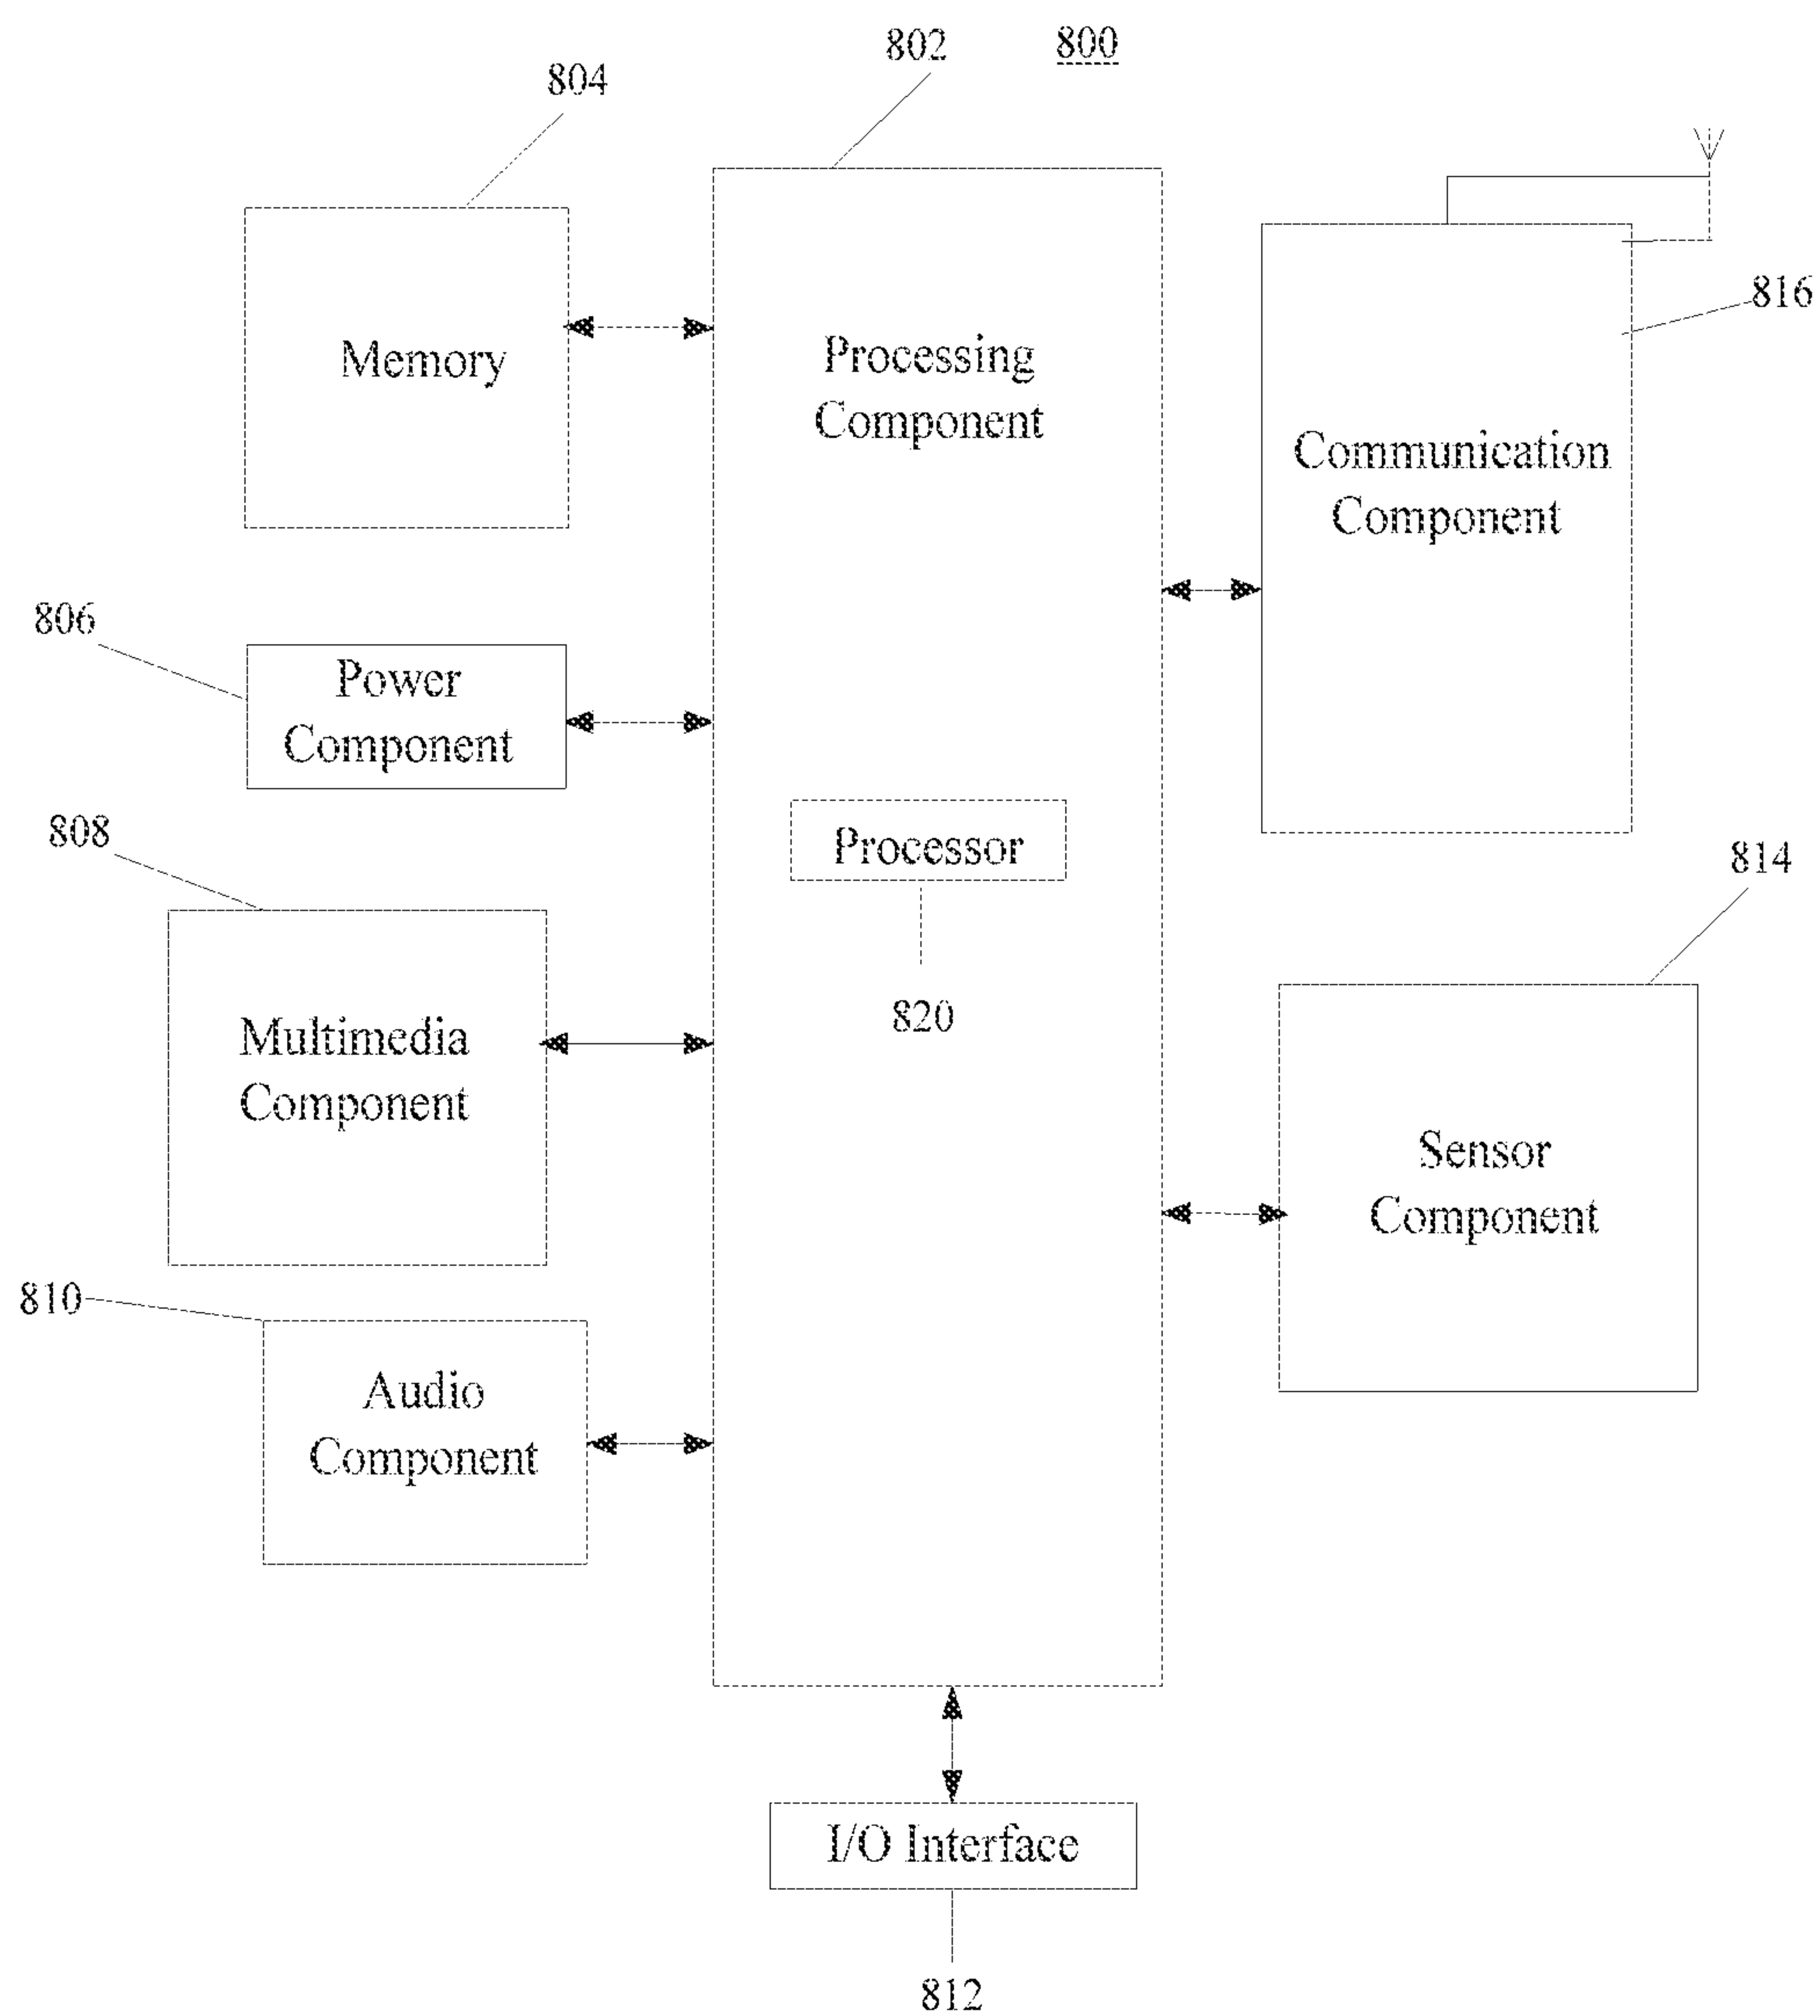 802
800
804
816
Memory
Processing
Component
Communication
Component
806
Power
Component
808
Processor
814
820
Multimedia
Component
Sensor
Component
810
Audio
Component
I/O Interface
812